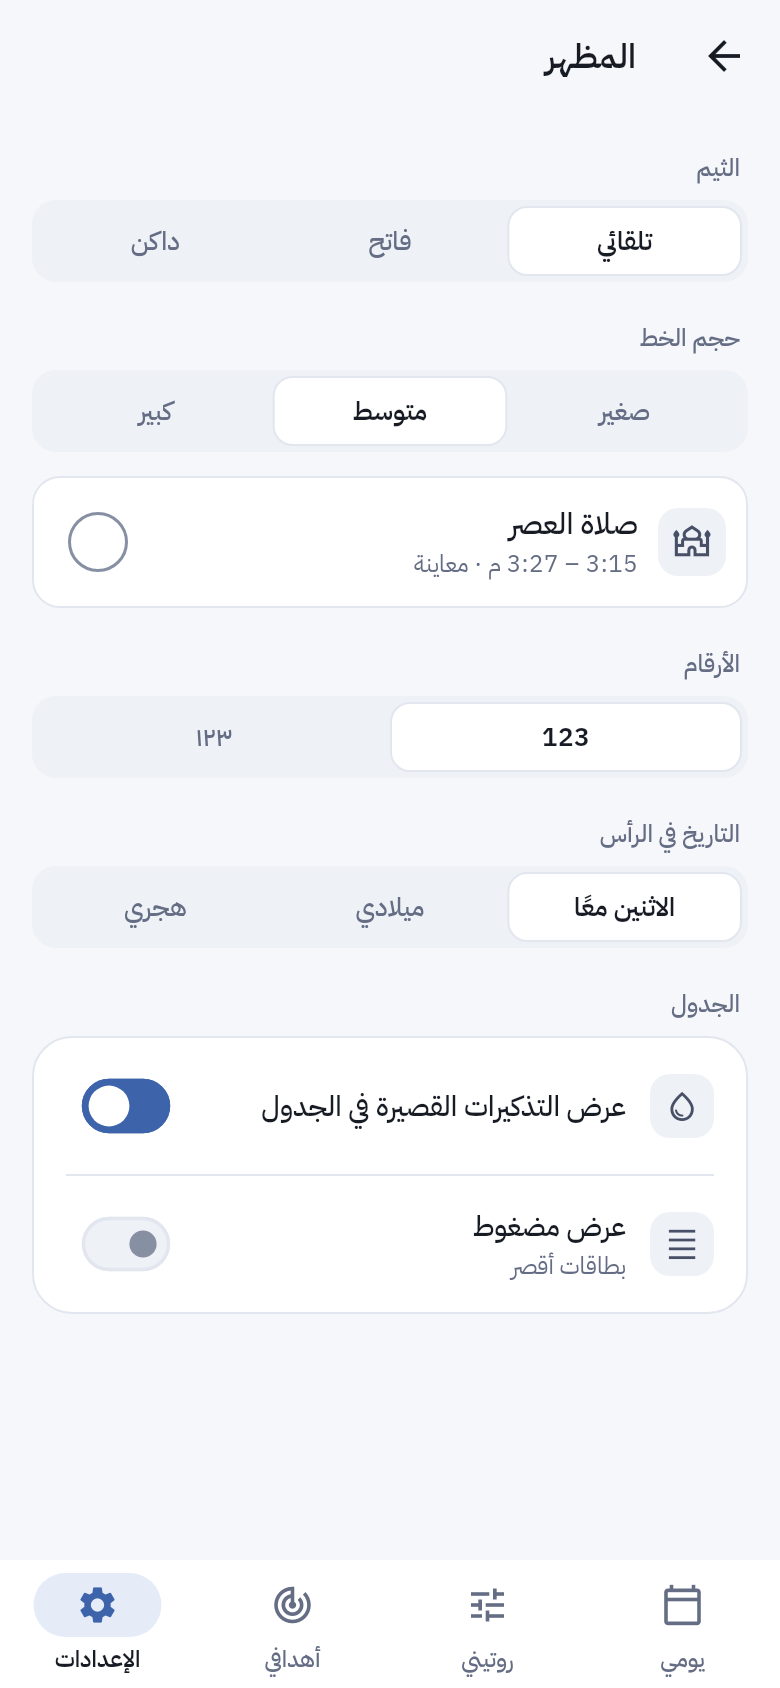 المظهر
الثيم
تلقائي
فاتح
داكن
حجم الخط
صغير
متوسط
كبير
صلاة العصر
3:15 – 3:27 م · معاينة
الأرقام
123
١٢٣
التاريخ في الرأس
الاثنين معًا
ميلادي
هجري
الجدول
عرض التذكيرات القصيرة في الجدول
عرض مضغوط
بطاقات أقصر
يومي
روتيني
أهدافي
الإعدادات